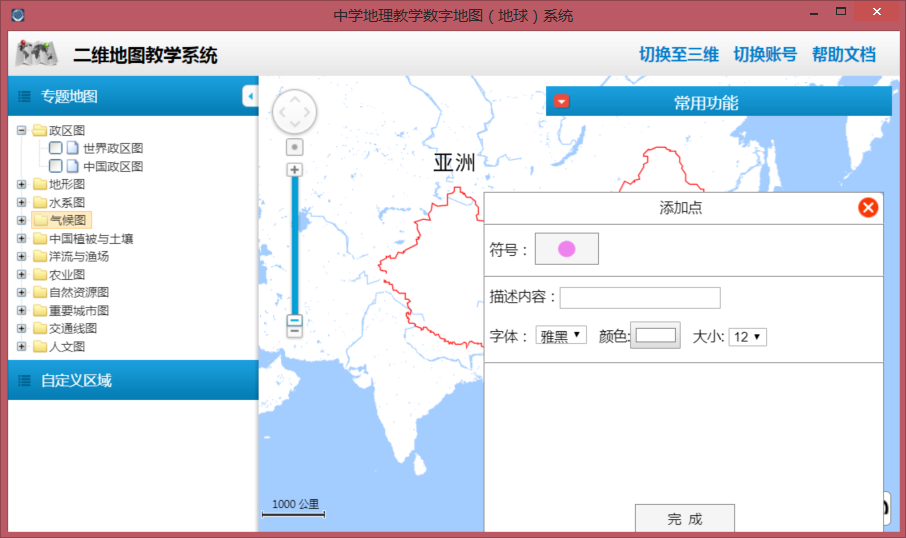 中学地理教学数字地图（地球）系统
二维地图教学系统
切换至三维 切换账号 帮助文档
专题地图
政区图
世界政区图
中国政区图
地形图
水系图
气候图
中国植被与土壤
洋流与渔场
农业图
自然资源图
重要城市图
交通线图
人文图
自定义区域
常用功能
亚洲
添加点
符号：
描述内容：
字体： 雅黑 颜色: 大小: 12
完 成
1000 公里